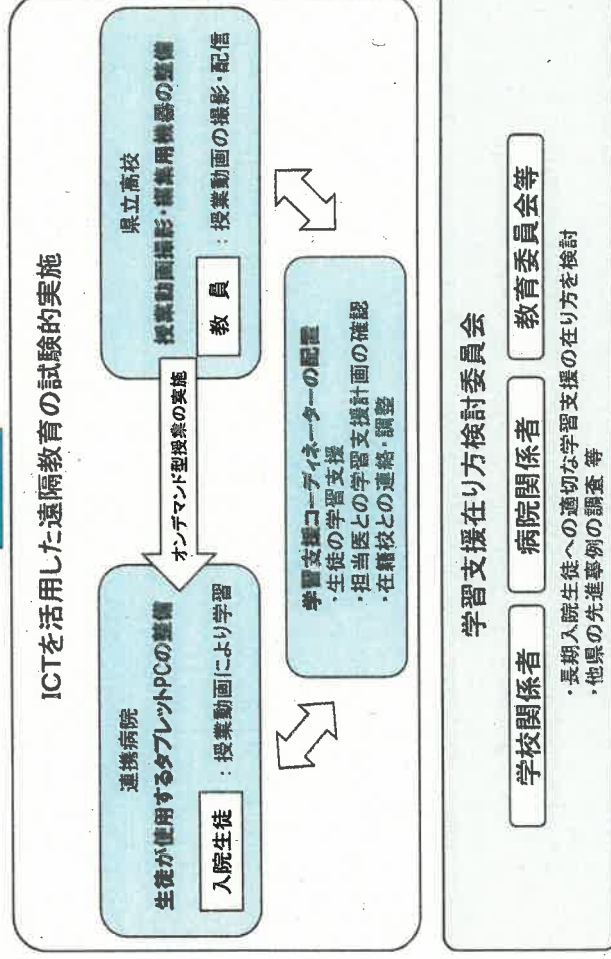 ICTを活用した遠隔教育の試験的実施
連携病院
生徒が使用するタブレットPCの整備
入院生徒
：授業動画により学習
オンデマンド型授業の実施
県立高校
授業動画撮影・編集用機器の整備
教 員
：授業動画の撮影・配信
学習支援コーディネーターの配置
・生徒の学習支援
・担当医との学習支援計画の確認
・在籍校との連絡・調整
学習支援在り方検討委員会
学校関係者
病院関係者
教育委員会等
・長期入院生徒への適切な学習支援の在り方を検討
・他県の先進事例の調査 等